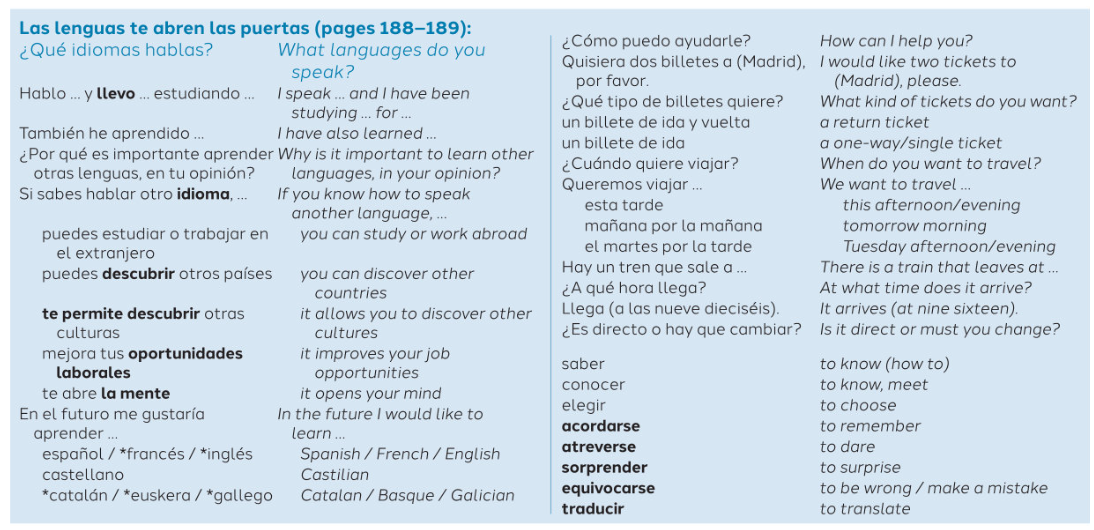 Las lenguas te abren las puertas (pages 188–189):
¿Qué idiomas hablas? What languages do you
speak?
Hablo ... y llevo ... estudiando ... I speak ... and I have been
studying ... for ...
También he aprendido ... I have also learned ...
¿Por qué es importante aprender Why is it important to learn other
otras lenguas, en tu opinión? languages, in your opinion?
Si sabes hablar otro idioma, ... If you know how to speak
another language, ...
puedes estudiar o trabajar en you can study or work abroad
el extranjero
puedes descubrir otros países you can discover other
countries
te permite descubrir otras it allows you to discover other
culturas cultures
mejora tus oportunidades it improves your job
laborales opportunities
te abre la mente it opens your mind
En el futuro me gustaría In the future I would like to
aprender ... learn ...
español / *francés / *inglés Spanish / French / English
castellano Castilian
*catalán / *euskera / *gallego Catalan / Basque / Galician
¿Cómo puedo ayudarle? How can I help you?
Quisiera dos billetes a (Madrid), I would like two tickets to
por favor. (Madrid), please.
¿Qué tipo de billetes quiere? What kind of tickets do you want?
un billete de ida y vuelta a return ticket
un billete de ida a one-way/single ticket
¿Cuándo quiere viajar? When do you want to travel?
Queremos viajar ... We want to travel ...
esta tarde this afternoon/evening
mañana por la mañana tomorrow morning
el martes por la tarde Tuesday afternoon/evening
Hay un tren que sale a ... There is a train that leaves at ...
¿A qué hora llega? At what time does it arrive?
Llega (a las nueve dieciséis). It arrives (at nine sixteen).
¿Es directo o hay que cambiar? Is it direct or must you change?
saber to know (how to)
conocer to know, meet
elegir to choose
acordarse to remember
atreverse to dare
sorprender to surprise
equivocarse to be wrong / make a mistake
traducir to translate